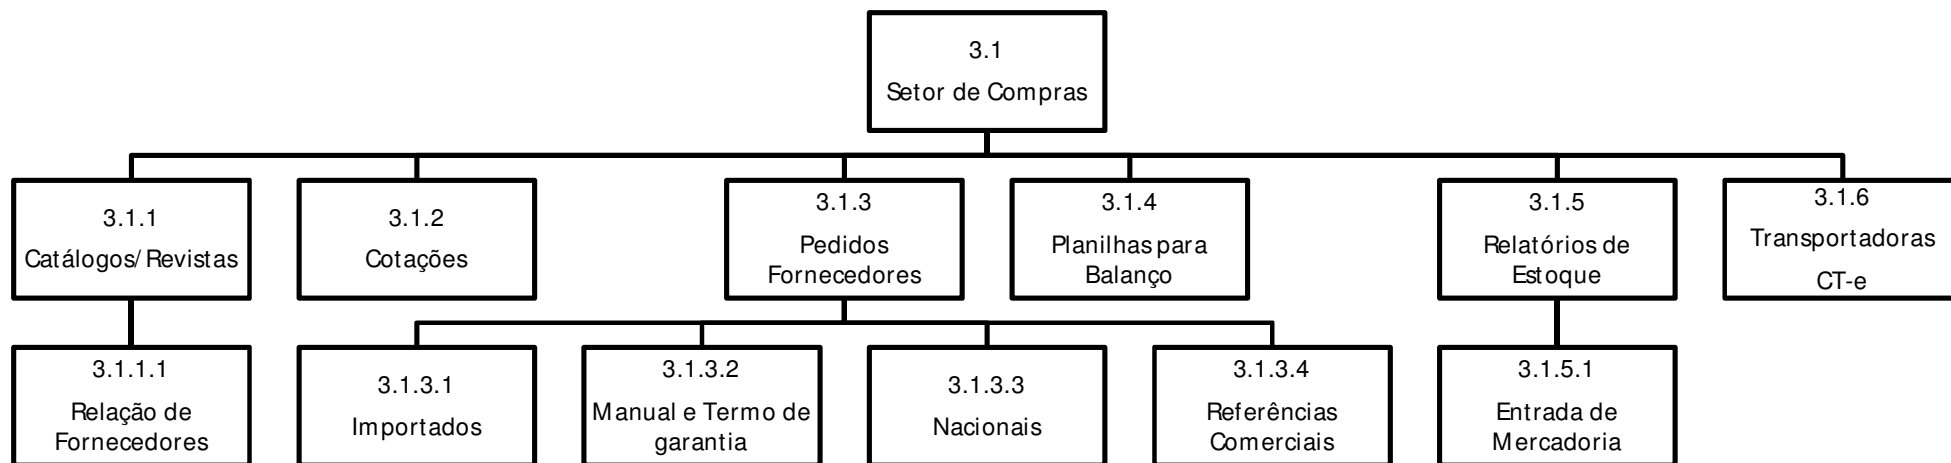 3.1
Setor de Compras
3.1.1
Catálogos/Revistas
3.1.2
Cotações
3.1.3
Pedidos
Fornecedores
3.1.4
Planilhas para
Balanço
3.1.5
Relatórios de
Estoque
3.1.6
Transportadoras
CT-e
3.1.1.1
Relação de
Fornecedores
3.1.3.1
Importados
3.1.3.2
Manual e Termo de
garantia
3.1.3.3
Nacionais
3.1.3.4
Referências
Comerciais
3.1.5.1
Entrada de
Mercadoria